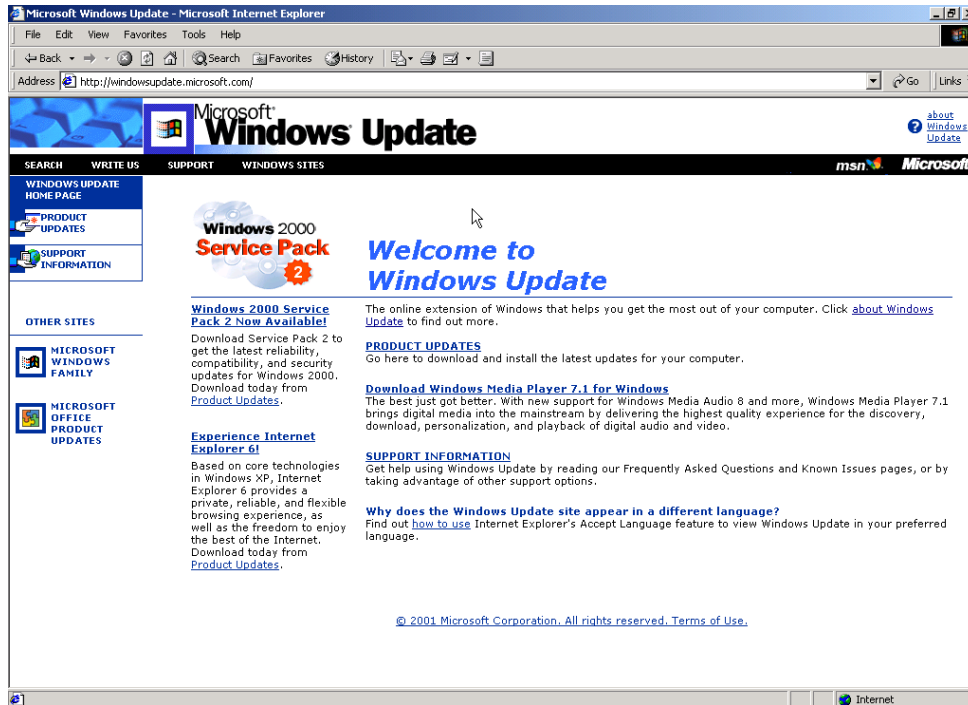 Microsoft Windows Update - Microsoft Internet Explorer
File Edit View Favorites Tools Help
Back Search Favorites History
Address http://windowsupdate.microsoft.com/ Go Links
Microsoft
Windows Update
about
Windows
Update
SEARCH WRITE US SUPPORT WINDOWS SITES
msn Microsoft
WINDOWS UPDATE
HOME PAGE
PRODUCT
UPDATES
SUPPORT
INFORMATION
OTHER SITES
MICROSOFT
WINDOWS
FAMILY
MICROSOFT
OFFICE
PRODUCT
UPDATES
Windows 2000
Service Pack
2
Windows 2000 Service
Pack 2 Now Available!
Download Service Pack 2 to
get the latest reliability,
compatibility, and security
updates for Windows 2000.
Download today from
Product Updates.
Experience Internet
Explorer 6!
Based on core technologies
in Windows XP, Internet
Explorer 6 provides a
private, reliable, and flexible
browsing experience, as
well as the freedom to enjoy
the best of the Internet.
Download today from
Product Updates.
Welcome to
Windows Update
The online extension of Windows that helps you get the most out of your computer. Click about Windows
Update to find out more.
PRODUCT UPDATES
Go here to download and install the latest updates for your computer.
Download Windows Media Player 7.1 for Windows
The best just got better. With new support for Windows Media Audio 8 and more, Windows Media Player 7.1
brings digital media into the mainstream by delivering the highest quality experience for the discovery,
download, personalization, and playback of digital audio and video.
SUPPORT INFORMATION
Get help using Windows Update by reading our Frequently Asked Questions and Known Issues pages, or by
taking advantage of other support options.
Why does the Windows Update site appear in a different language?
Find out how to use Internet Explorer's Accept Language feature to view Windows Update in your preferred
language.
© 2001 Microsoft Corporation. All rights reserved. Terms of Use.
Internet